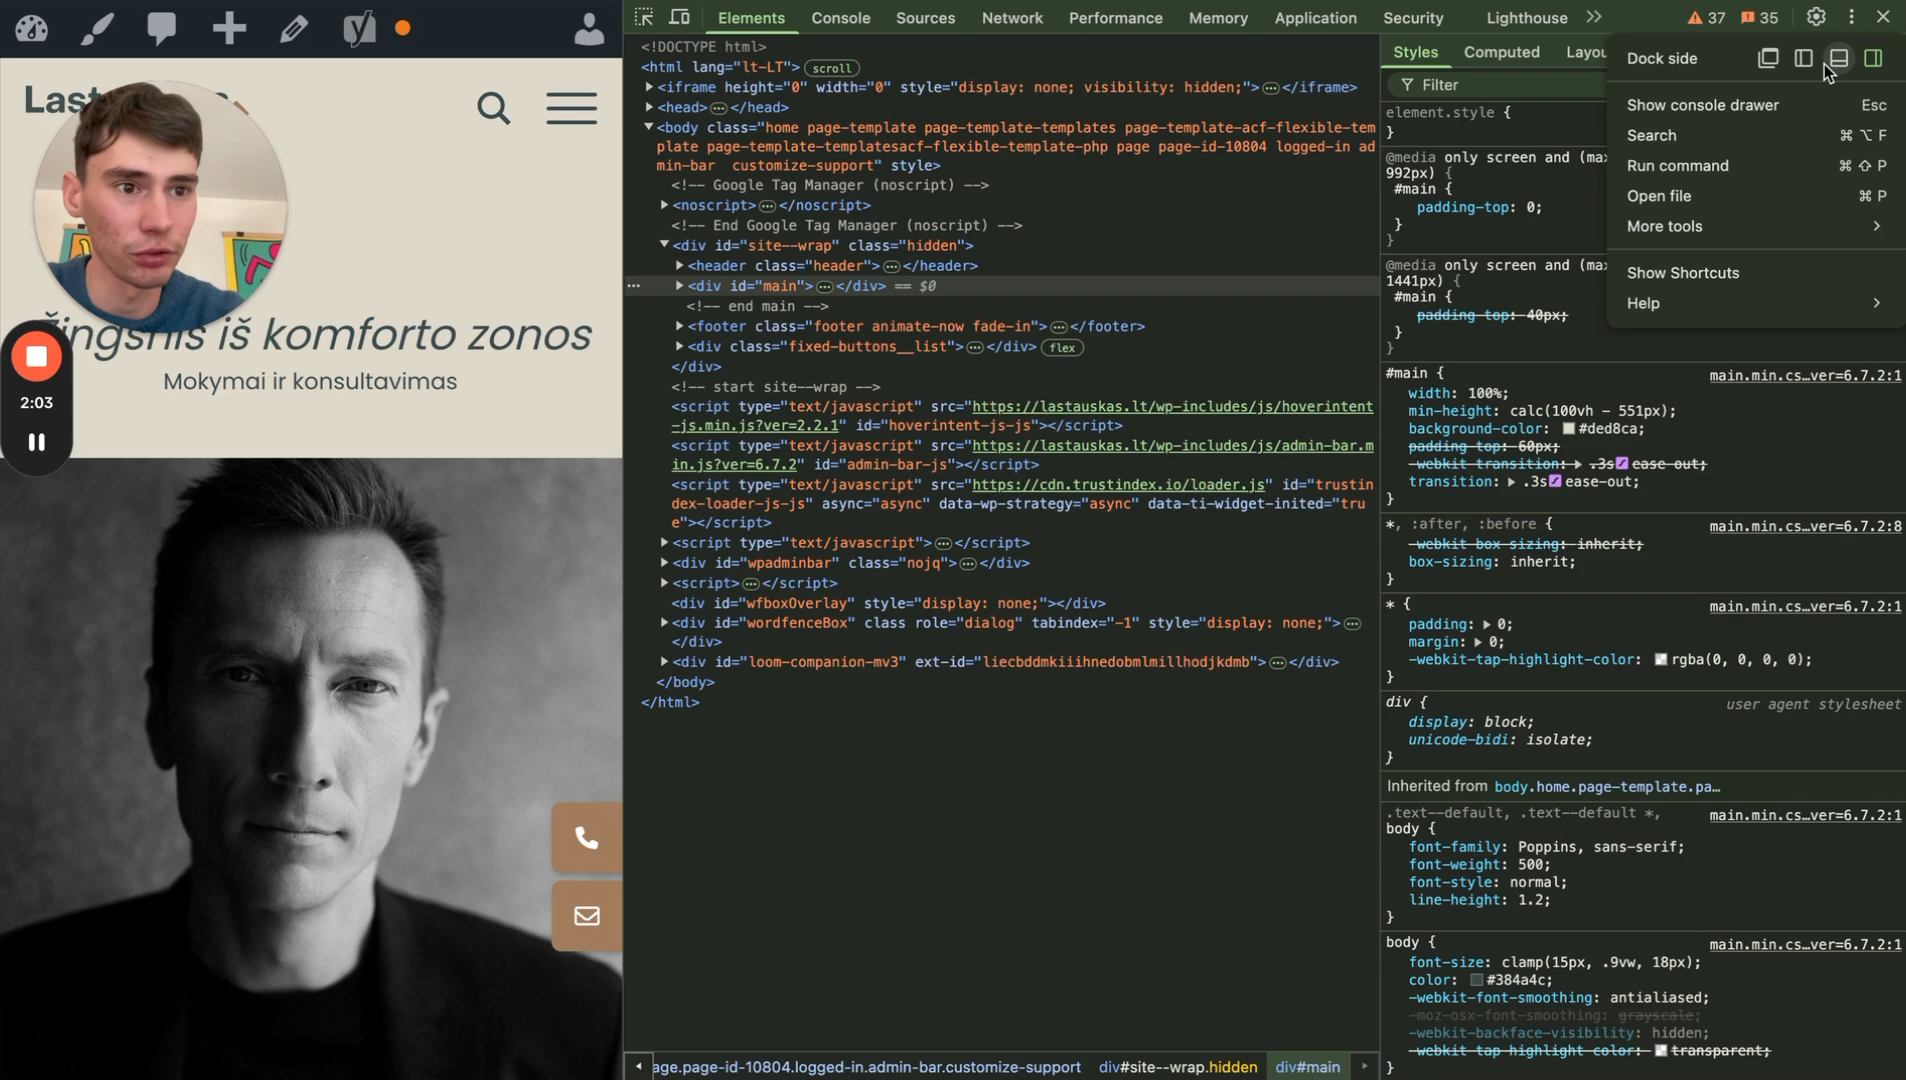 Elements
Console
Sources
Network
Performance
Memory
Application
Security
Lighthouse
37
35
Last
Žingsnis iš komforto zonos
Mokymai ir konsultavimas
2:03
<!DOCTYPE html>
<html lang="lt-LT"> scroll
<iframe height="0" width="0" style="display: none; visibility: hidden;"></iframe>
<head></head>
<body class="home page-template page-template-templates page-template-acf-flexible-tem
plate page-template-templatesacf-flexible-template-php page page-id-10804 logged-in ad
min-bar  customize-support" style>
<!-- Google Tag Manager (noscript) -->
<noscript></noscript>
<!-- End Google Tag Manager (noscript) -->
<div id="site--wrap" class="hidden">
<header class="header"></header>
<div id="main"></div> == $0
<!-- end main -->
<footer class="footer animate-now fade-in"></footer>
<div class="fixed-buttons__list"></div> flex
</div>
<!-- start site--wrap -->
<script type="text/javascript" src="https://lastauskas.lt/wp-includes/js/hoverintent
-js.min.js?ver=2.2.1" id="hoverintent-js-js"></script>
<script type="text/javascript" src="https://lastauskas.lt/wp-includes/js/admin-bar.m
in.js?ver=6.7.2" id="admin-bar-js"></script>
<script type="text/javascript" src="https://cdn.trustindex.io/loader.js" id="trustin
dex-loader-js-js" async="async" data-wp-strategy="async" data-ti-widget-inited="tru
e"></script>
<script type="text/javascript"></script>
<div id="wpadminbar" class="nojq"></div>
<script></script>
<div id="wfboxOverlay" style="display: none;"></div>
<div id="wordfenceBox" class role="dialog" tabindex="-1" style="display: none;">
</div>
<div id="loom-companion-mv3" ext-id="liecbddmkiiihnedobmlmillhodjkdmb"></div>
</body>
</html>
age.page-id-10804.logged-in.admin-bar.customize-support
div#site--wrap.hidden
div#main
Styles
Computed
Layou
Filter
element.style {
}
@media only screen and (max
992px) {
#main {
padding-top: 0;
}
}
@media only screen and (max
1441px) {
#main {
padding-top: 40px;
}
}
#main {
main.min.cs…ver=6.7.2:1
width: 100%;
min-height: calc(100vh - 551px);
background-color: #ded8ca;
padding-top: 60px;
-webkit-transition: .3s ease-out;
transition: .3s ease-out;
}
*, :after, :before {
main.min.cs…ver=6.7.2:8
-webkit-box-sizing: inherit;
box-sizing: inherit;
}
* {
main.min.cs…ver=6.7.2:1
padding: 0;
margin: 0;
-webkit-tap-highlight-color: rgba(0, 0, 0, 0);
}
div {
user agent stylesheet
display: block;
unicode-bidi: isolate;
}
Inherited from body.home.page-template.pa…
.text--default, .text--default *,
main.min.cs…ver=6.7.2:1
body {
font-family: Poppins, sans-serif;
font-weight: 500;
font-style: normal;
line-height: 1.2;
}
body {
main.min.cs…ver=6.7.2:1
font-size: clamp(15px, .9vw, 18px);
color: #384a4c;
-webkit-font-smoothing: antialiased;
-moz-osx-font-smoothing: grayscale;
-webkit-backface-visibility: hidden;
-webkit-tap-highlight-color: transparent;
}
Dock side
Show console drawer Esc
Search ⌘ ⌥ F
Run command ⌘ ⇧ P
Open file ⌘ P
More tools
Show Shortcuts
Help